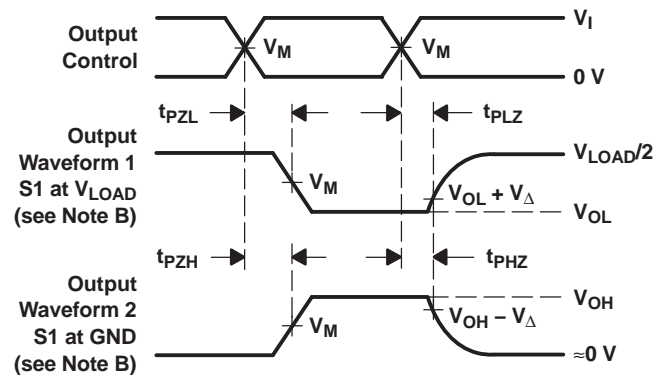 Output
Control
V_M
V_M
V_I
0 V
t_PZL
t_PLZ
Output
Waveform 1
S1 at V_LOAD
(see Note B)
V_M
V_LOAD/2
V_OL + V_Δ
V_OL
t_PZH
t_PHZ
Output
Waveform 2
S1 at GND
(see Note B)
V_M
V_OH
V_OH − V_Δ
≈0 V